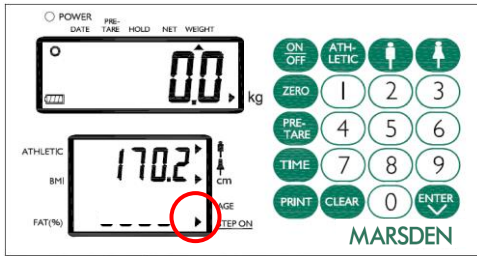 POWER
DATE PRE-TARE HOLD NET WEIGHT
0.0 kg
ATHLETIC 170.2
cm
BMI
AGE
FAT(%) ---- STEP ON
ON OFF ATH-LETIC
ZERO 1 2 3
PRE-TARE 4 5 6
TIME 7 8 9
PRINT CLEAR 0 ENTER
MARSDEN